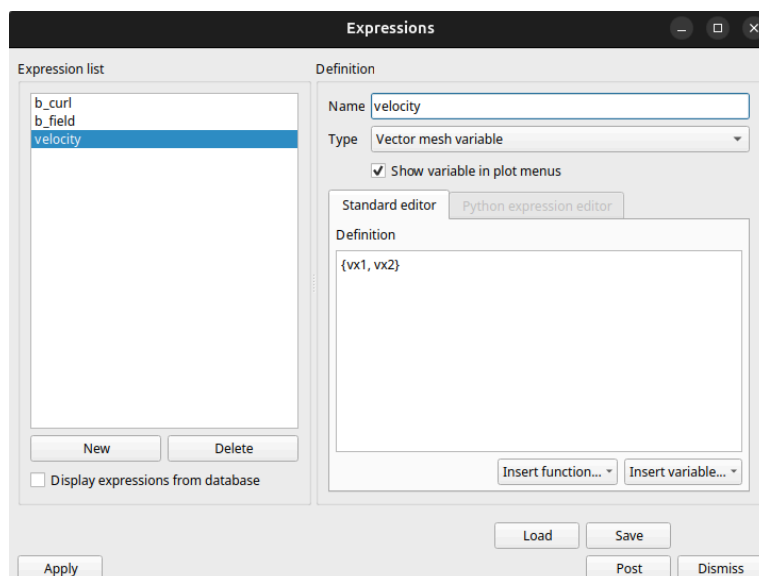 Expressions
Expression list
b_curl
b_field
velocity
New
Delete
Display expressions from database
Definition
Name velocity
Type Vector mesh variable
Show variable in plot menus
Standard editor
Python expression editor
Definition
{vx1, vx2}
Insert function...
Insert variable...
Load
Save
Apply
Post
Dismiss